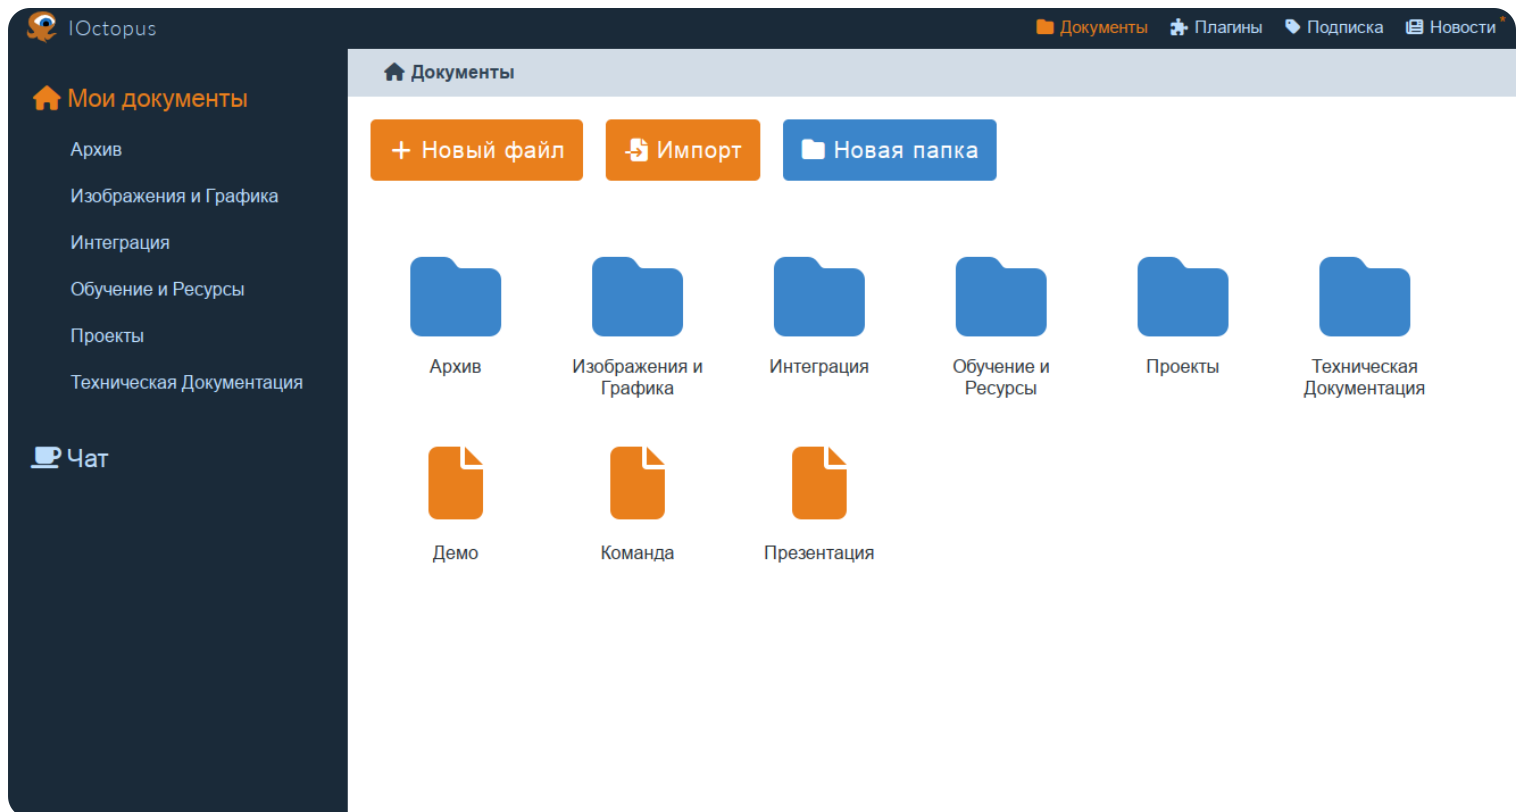 IOctopus
Документы Плагины Подписка Новости *
Мои документы
Архив
Изображения и Графика
Интеграция
Обучение и Ресурсы
Проекты
Техническая Документация
Чат
Документы
+ Новый файл Импорт Новая папка
Архив Изображения и Интеграция Обучение и Проекты Техническая
Графика Ресурсы Документация
Демо Команда Презентация